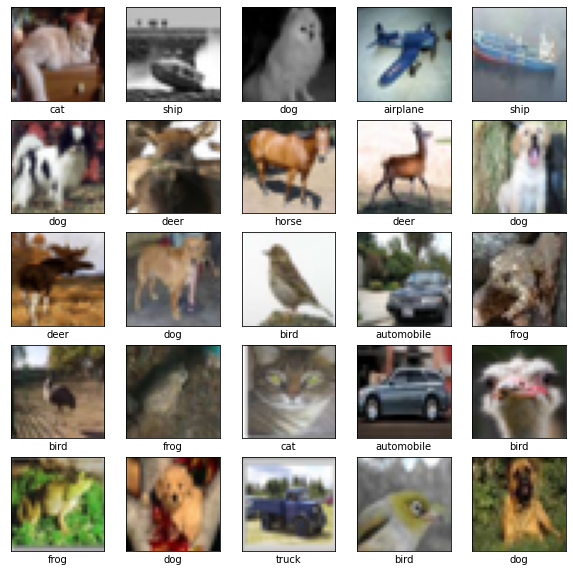 cat ship dog airplane ship
dog deer horse deer dog
deer dog bird automobile frog
bird frog cat automobile bird
frog dog truck bird dog